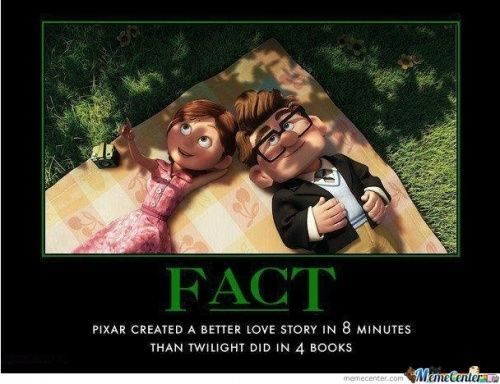 FACT
PIXAR CREATED A BETTER LOVE STORY IN 8 MINUTES
THAN TWILIGHT DID IN 4 BOOKS
memecenter.com MemeCenter